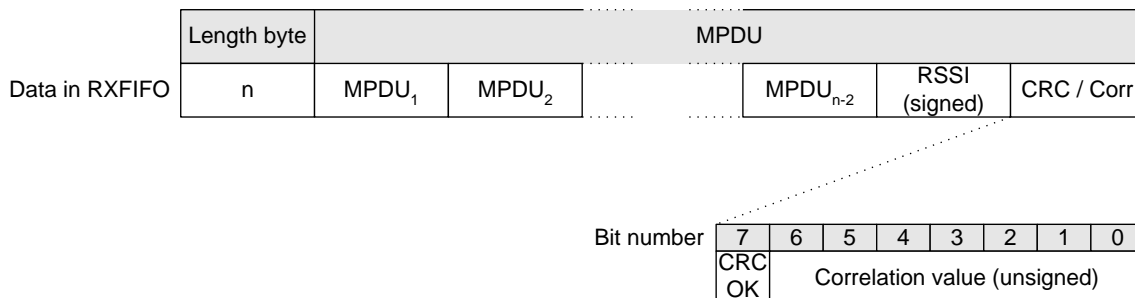 Length byte MPDU
Data in RXFIFO n MPDU1 MPDU2 MPDUn-2 RSSI (signed) CRC / Corr
Bit number 7 6 5 4 3 2 1 0
CRC OK Correlation value (unsigned)